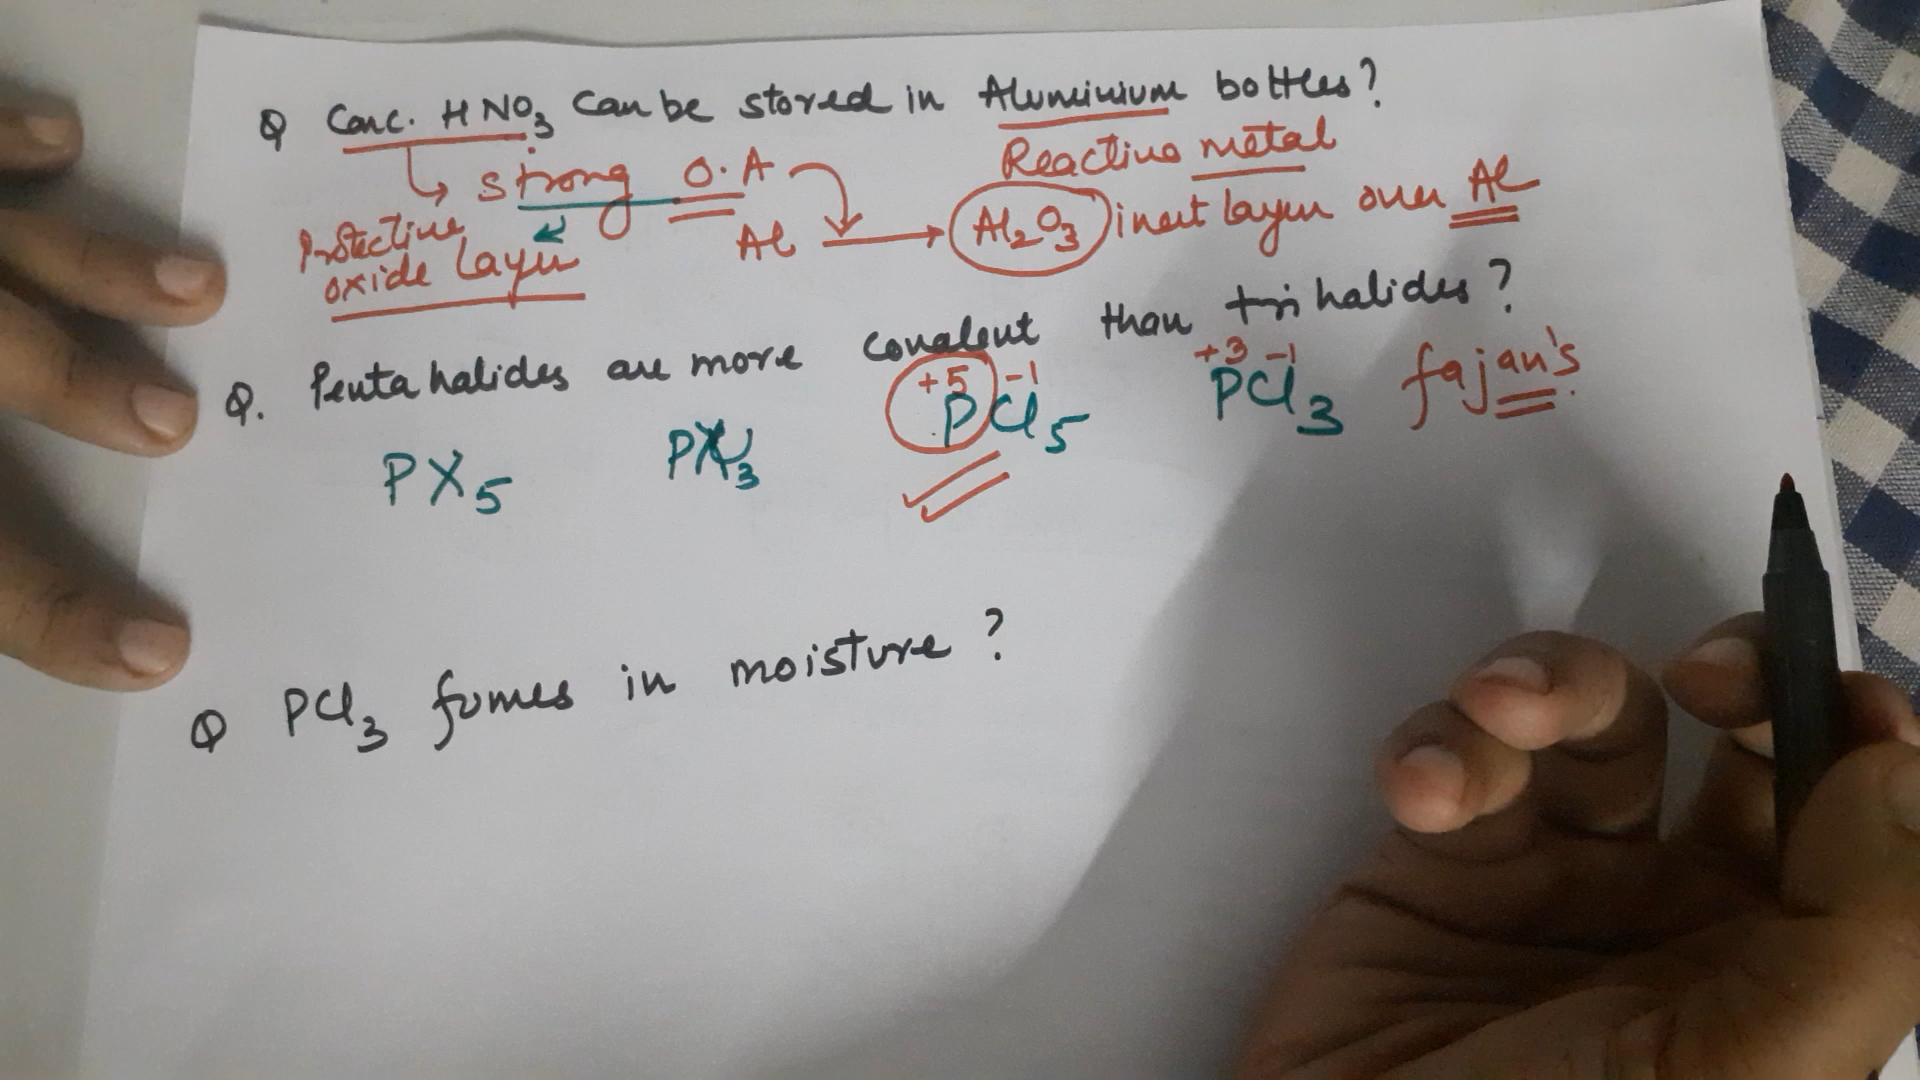 Q Conc. HNO3 can be stored in Aluminium bottles?
Reactive metal
strong O.A
Protective oxide layer
Al → Al2O3 inert layer over Al
Q. Penta halides are more covalent than tri halides?
PX5 PX3 +5 -1 PCl5 +3 -1 PCl3 fajan's
Q PCl3 fumes in moisture?